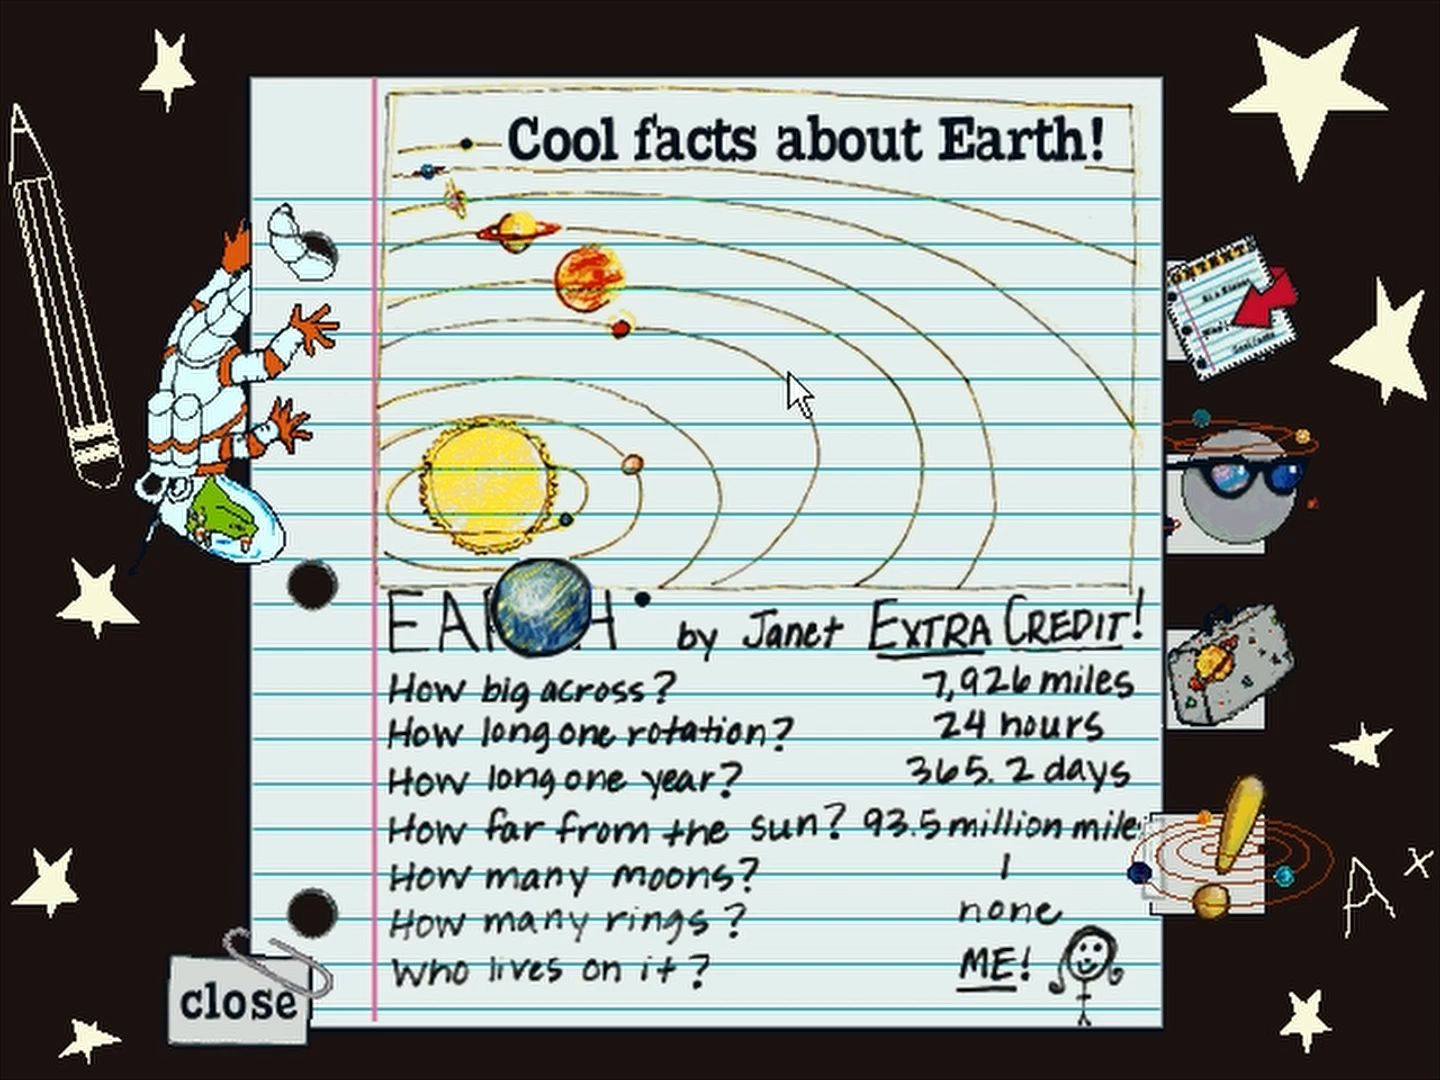 Cool facts about Earth!
EARTH by Janet EXTRA CREDIT!
How big across? 7,926 miles
How long one rotation? 24 hours
How long one year? 365.2 days
How far from the sun? 93.5 million miles
How many moons? 1
How many rings? none
Who lives on it? ME!
close
A x